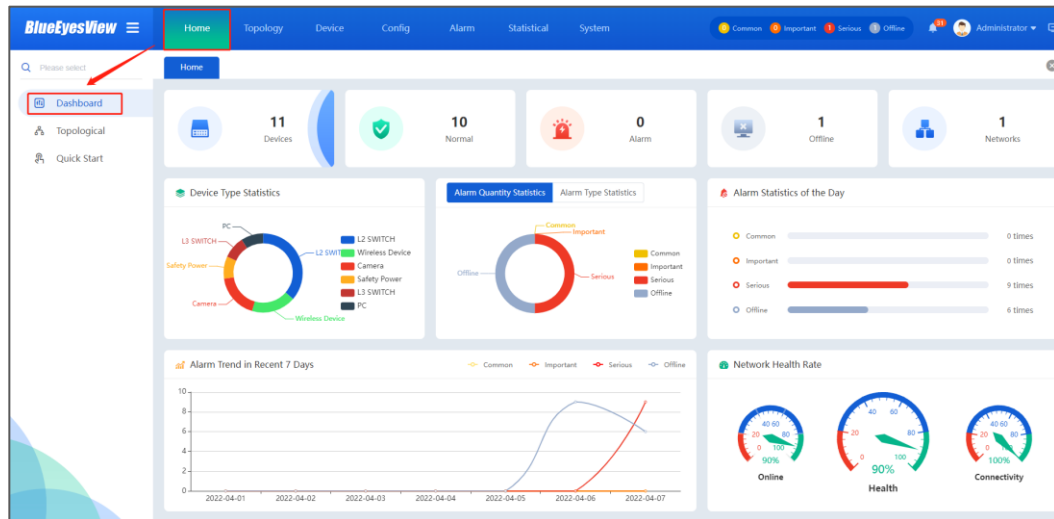 BlueEyesView
Home Topology Device Config Alarm Statistical System
0 Common 0 Important 1 Serious 1 Offline
33
Administrator
Please select
Dashboard
Topological
Quick Start
Home
11
Devices
10
Normal
0
Alarm
1
Offline
1
Networks
Device Type Statistics
PC
L3 SWITCH
Safety Power
Camera
Wireless Device
L2 SWIT
L2 SWITCH
Wireless Device
Camera
Safety Power
L3 SWITCH
PC
Alarm Quantity Statistics Alarm Type Statistics
Common
Important
Offline
Serious
Common
Important
Serious
Offline
Alarm Statistics of the Day
Common 0 times
Important 0 times
Serious 9 times
Offline 6 times
Alarm Trend in Recent 7 Days
Common Important Serious Offline
10
8
6
4
2
0
2022-04-01 2022-04-02 2022-04-03 2022-04-04 2022-04-05 2022-04-06 2022-04-07
Network Health Rate
40 60
20 80
0 100
90%
Online
40 60
20 80
0 100
90%
Health
40 60
20 80
0 100
100%
Connectivity